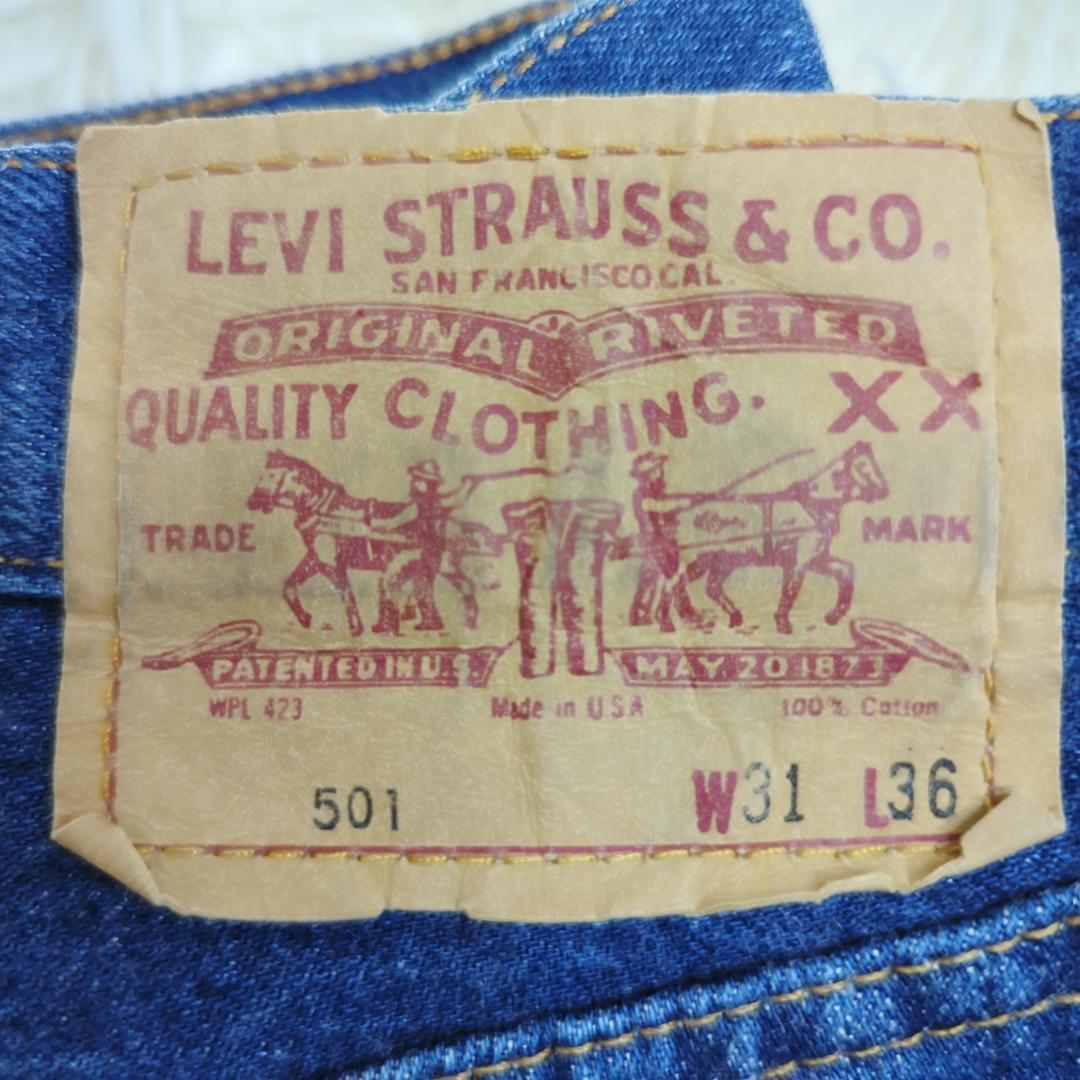 LEVI STRAUSS & CO.
SAN FRANCISCO, CAL.
ORIGINAL RIVETED
QUALITY CLOTHING. XX
TRADE MARK
PATENTED IN U.S. MAY 20 1873
WPL 423 Made in U.S.A 100% Cotton
501 W31 L36